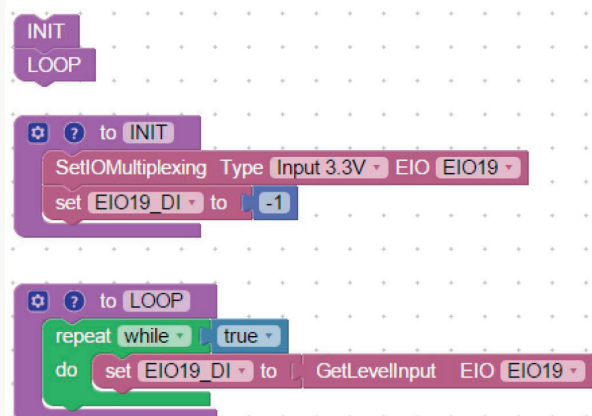 INIT
LOOP
? to INIT
SetIOMultiplexing Type Input 3.3V EIO EIO19
set EIO19_DI to -1
? to LOOP
repeat while true
do set EIO19_DI to GetLevelInput EIO EIO19